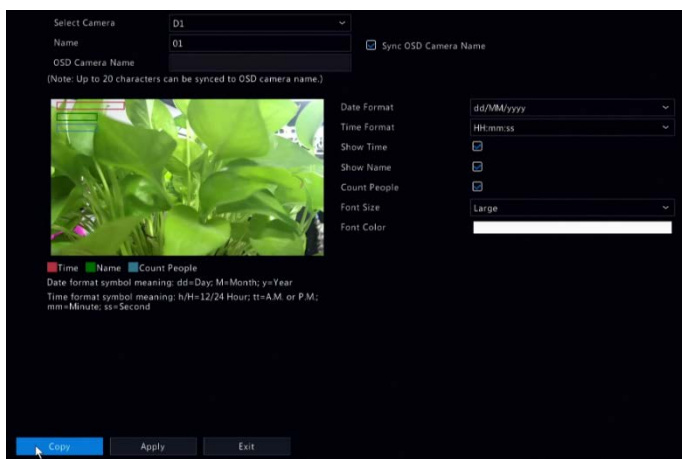 Select Camera D1
Name 01 Sync OSD Camera Name
OSD Camera Name
(Note: Up to 20 characters can be synced to OSD camera name.)
Date Format dd/MM/yyyy
Time Format HH:mm:ss
Show Time
Show Name
Count People
Font Size Large
Font Color
Time Name Count People
Date format symbol meaning: dd=Day; M=Month; y=Year
Time format symbol meaning: h/H=12/24 Hour; tt=A.M. or P.M.;
mm=Minute; ss=Second
Copy Apply Exit